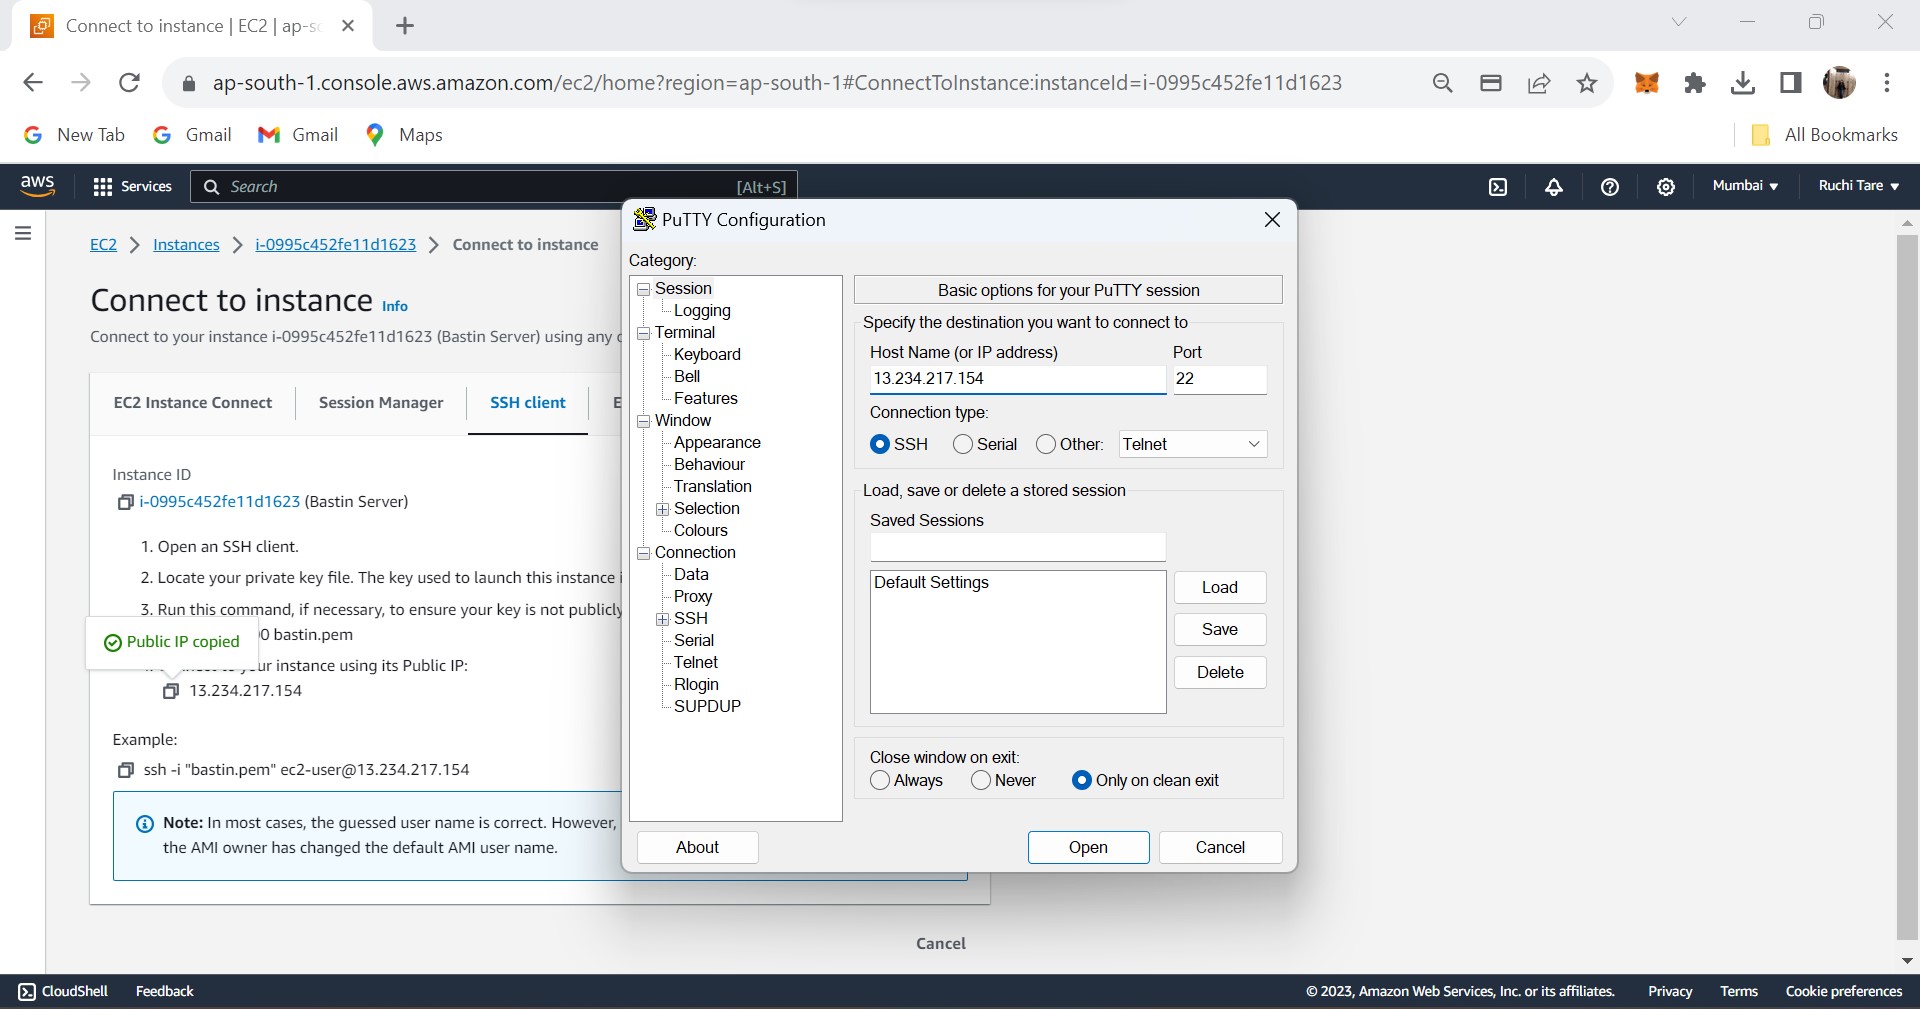 Connect to instance | EC2 | ap-so
ap-south-1.console.aws.amazon.com/ec2/home?region=ap-south-1#ConnectToInstance:instanceId=i-0995c452fe11d1623
New Tab
Gmail
Gmail
Maps
All Bookmarks
aws
Services
Search
[Alt+S]
Mumbai
Ruchi Tare
EC2
Instances
i-0995c452fe11d1623
Connect to instance
Connect to instance Info
Connect to your instance i-0995c452fe11d1623 (Bastin Server) using any
EC2 Instance Connect
Session Manager
SSH client
E
Instance ID
i-0995c452fe11d1623 (Bastin Server)
1. Open an SSH client.
2. Locate your private key file. The key used to launch this instance
3. Run this command, if necessary, to ensure your key is not publicly
Public IP copied
0 bastin.pem
your instance using its Public IP:
13.234.217.154
Example:
ssh -i "bastin.pem" ec2-user@13.234.217.154
Note: In most cases, the guessed user name is correct. However,
the AMI owner has changed the default AMI user name.
Cancel
PuTTY Configuration
Category:
Session
Logging
Terminal
Keyboard
Bell
Features
Window
Appearance
Behaviour
Translation
Selection
Colours
Connection
Data
Proxy
SSH
Serial
Telnet
Rlogin
SUPDUP
Basic options for your PuTTY session
Specify the destination you want to connect to
Host Name (or IP address)
Port
13.234.217.154
22
Connection type:
SSH
Serial
Other:
Telnet
Load, save or delete a stored session
Saved Sessions
Default Settings
Load
Save
Delete
Close window on exit:
Always
Never
Only on clean exit
About
Open
Cancel
CloudShell
Feedback
© 2023, Amazon Web Services, Inc. or its affiliates.
Privacy
Terms
Cookie preferences